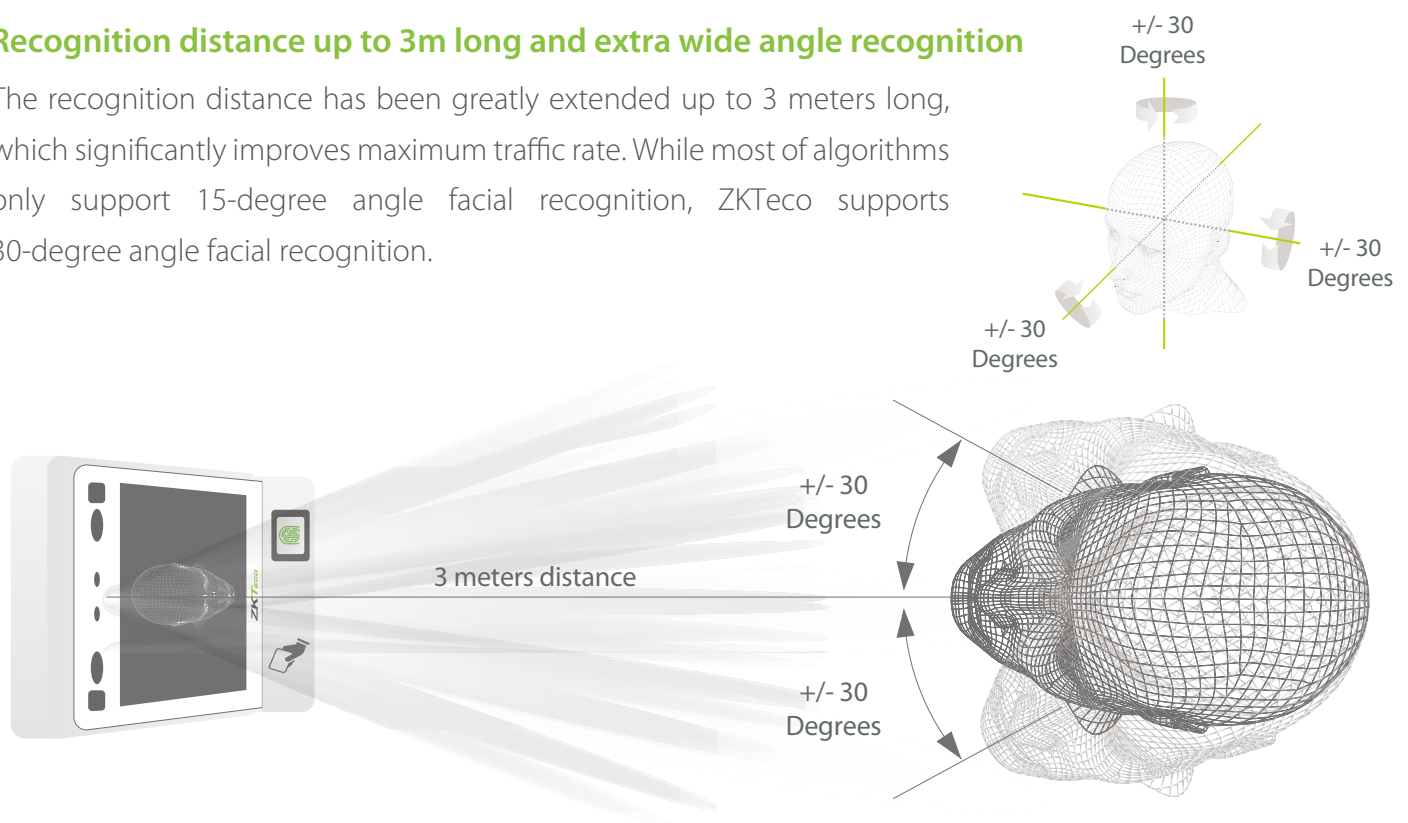 Recognition distance up to 3m long and extra wide angle recognition
The recognition distance has been greatly extended up to 3 meters long,
which significantly improves maximum traffic rate. While most of algorithms
only support 15-degree angle facial recognition, ZKTeco supports
30-degree angle facial recognition.
+/- 30
Degrees
+/- 30
Degrees
+/- 30
Degrees
+/- 30
Degrees
3 meters distance
ZKTeco
+/- 30
Degrees